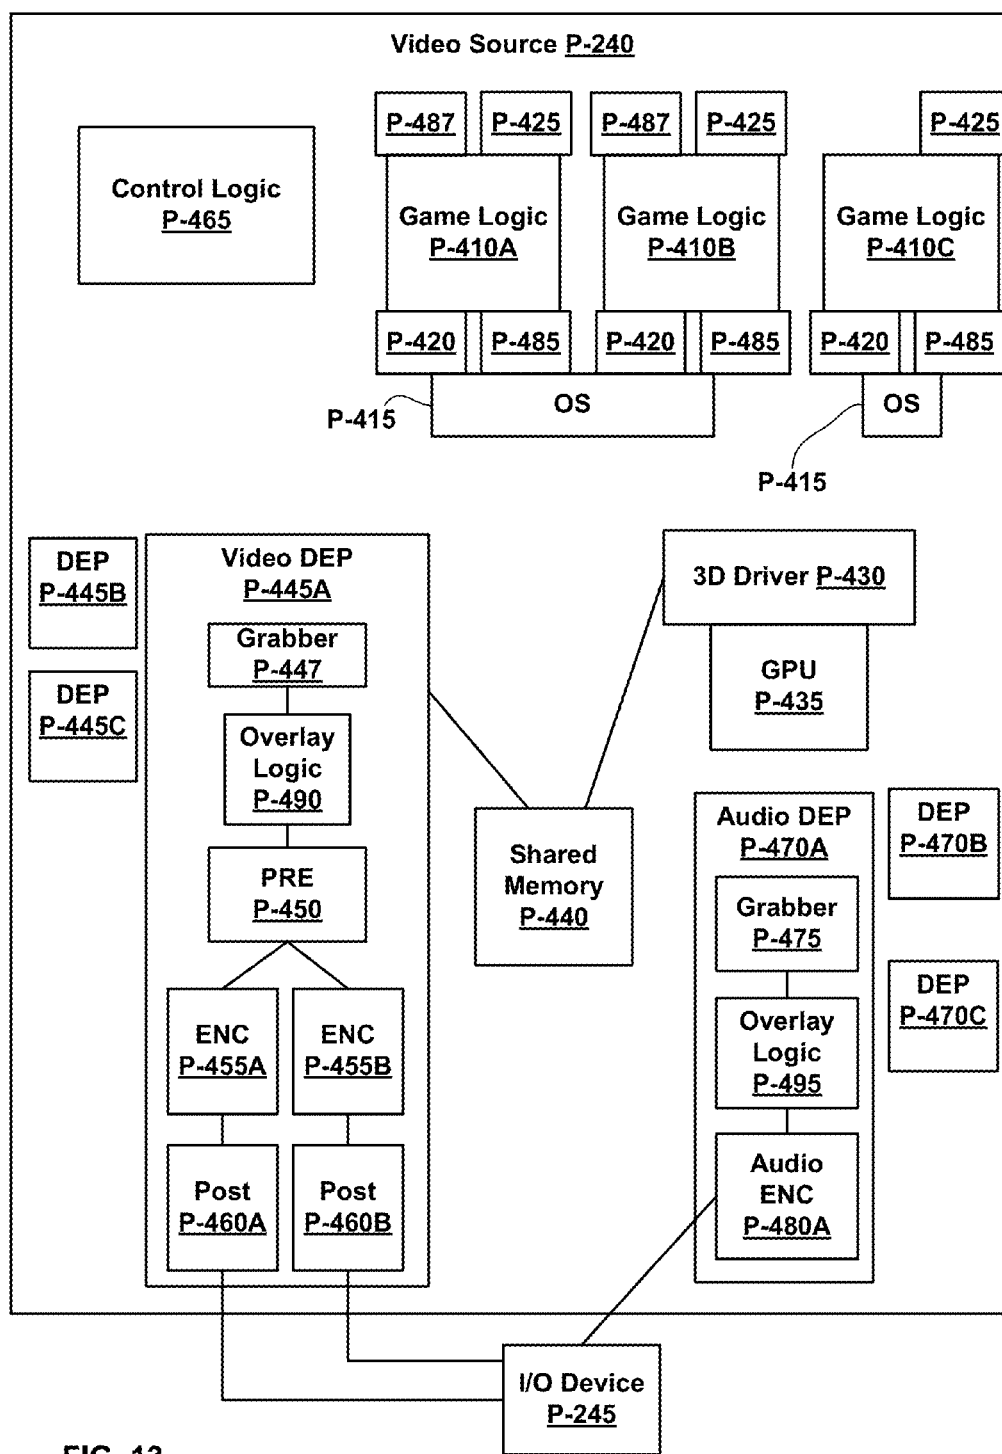 Video Source P-240
P-487
P-425
P-487
P-425
P-425
Control Logic
P-465
Game Logic
P-410A
Game Logic
P-410B
Game Logic
P-410C
P-420
P-485
P-420
P-485
P-420
P-485
P-415
OS
OS
P-415
DEP
P-445B
DEP
P-445C
Video DEP
P-445A
Grabber
P-447
Overlay
Logic
P-490
PRE
P-450
ENC
P-455A
ENC
P-455B
Post
P-460A
Post
P-460B
3D Driver P-430
GPU
P-435
Shared
Memory
P-440
Audio DEP
P-470A
Grabber
P-475
Overlay
Logic
P-495
Audio
ENC
P-480A
DEP
P-470B
DEP
P-470C
I/O Device
P-245
FIG. 13